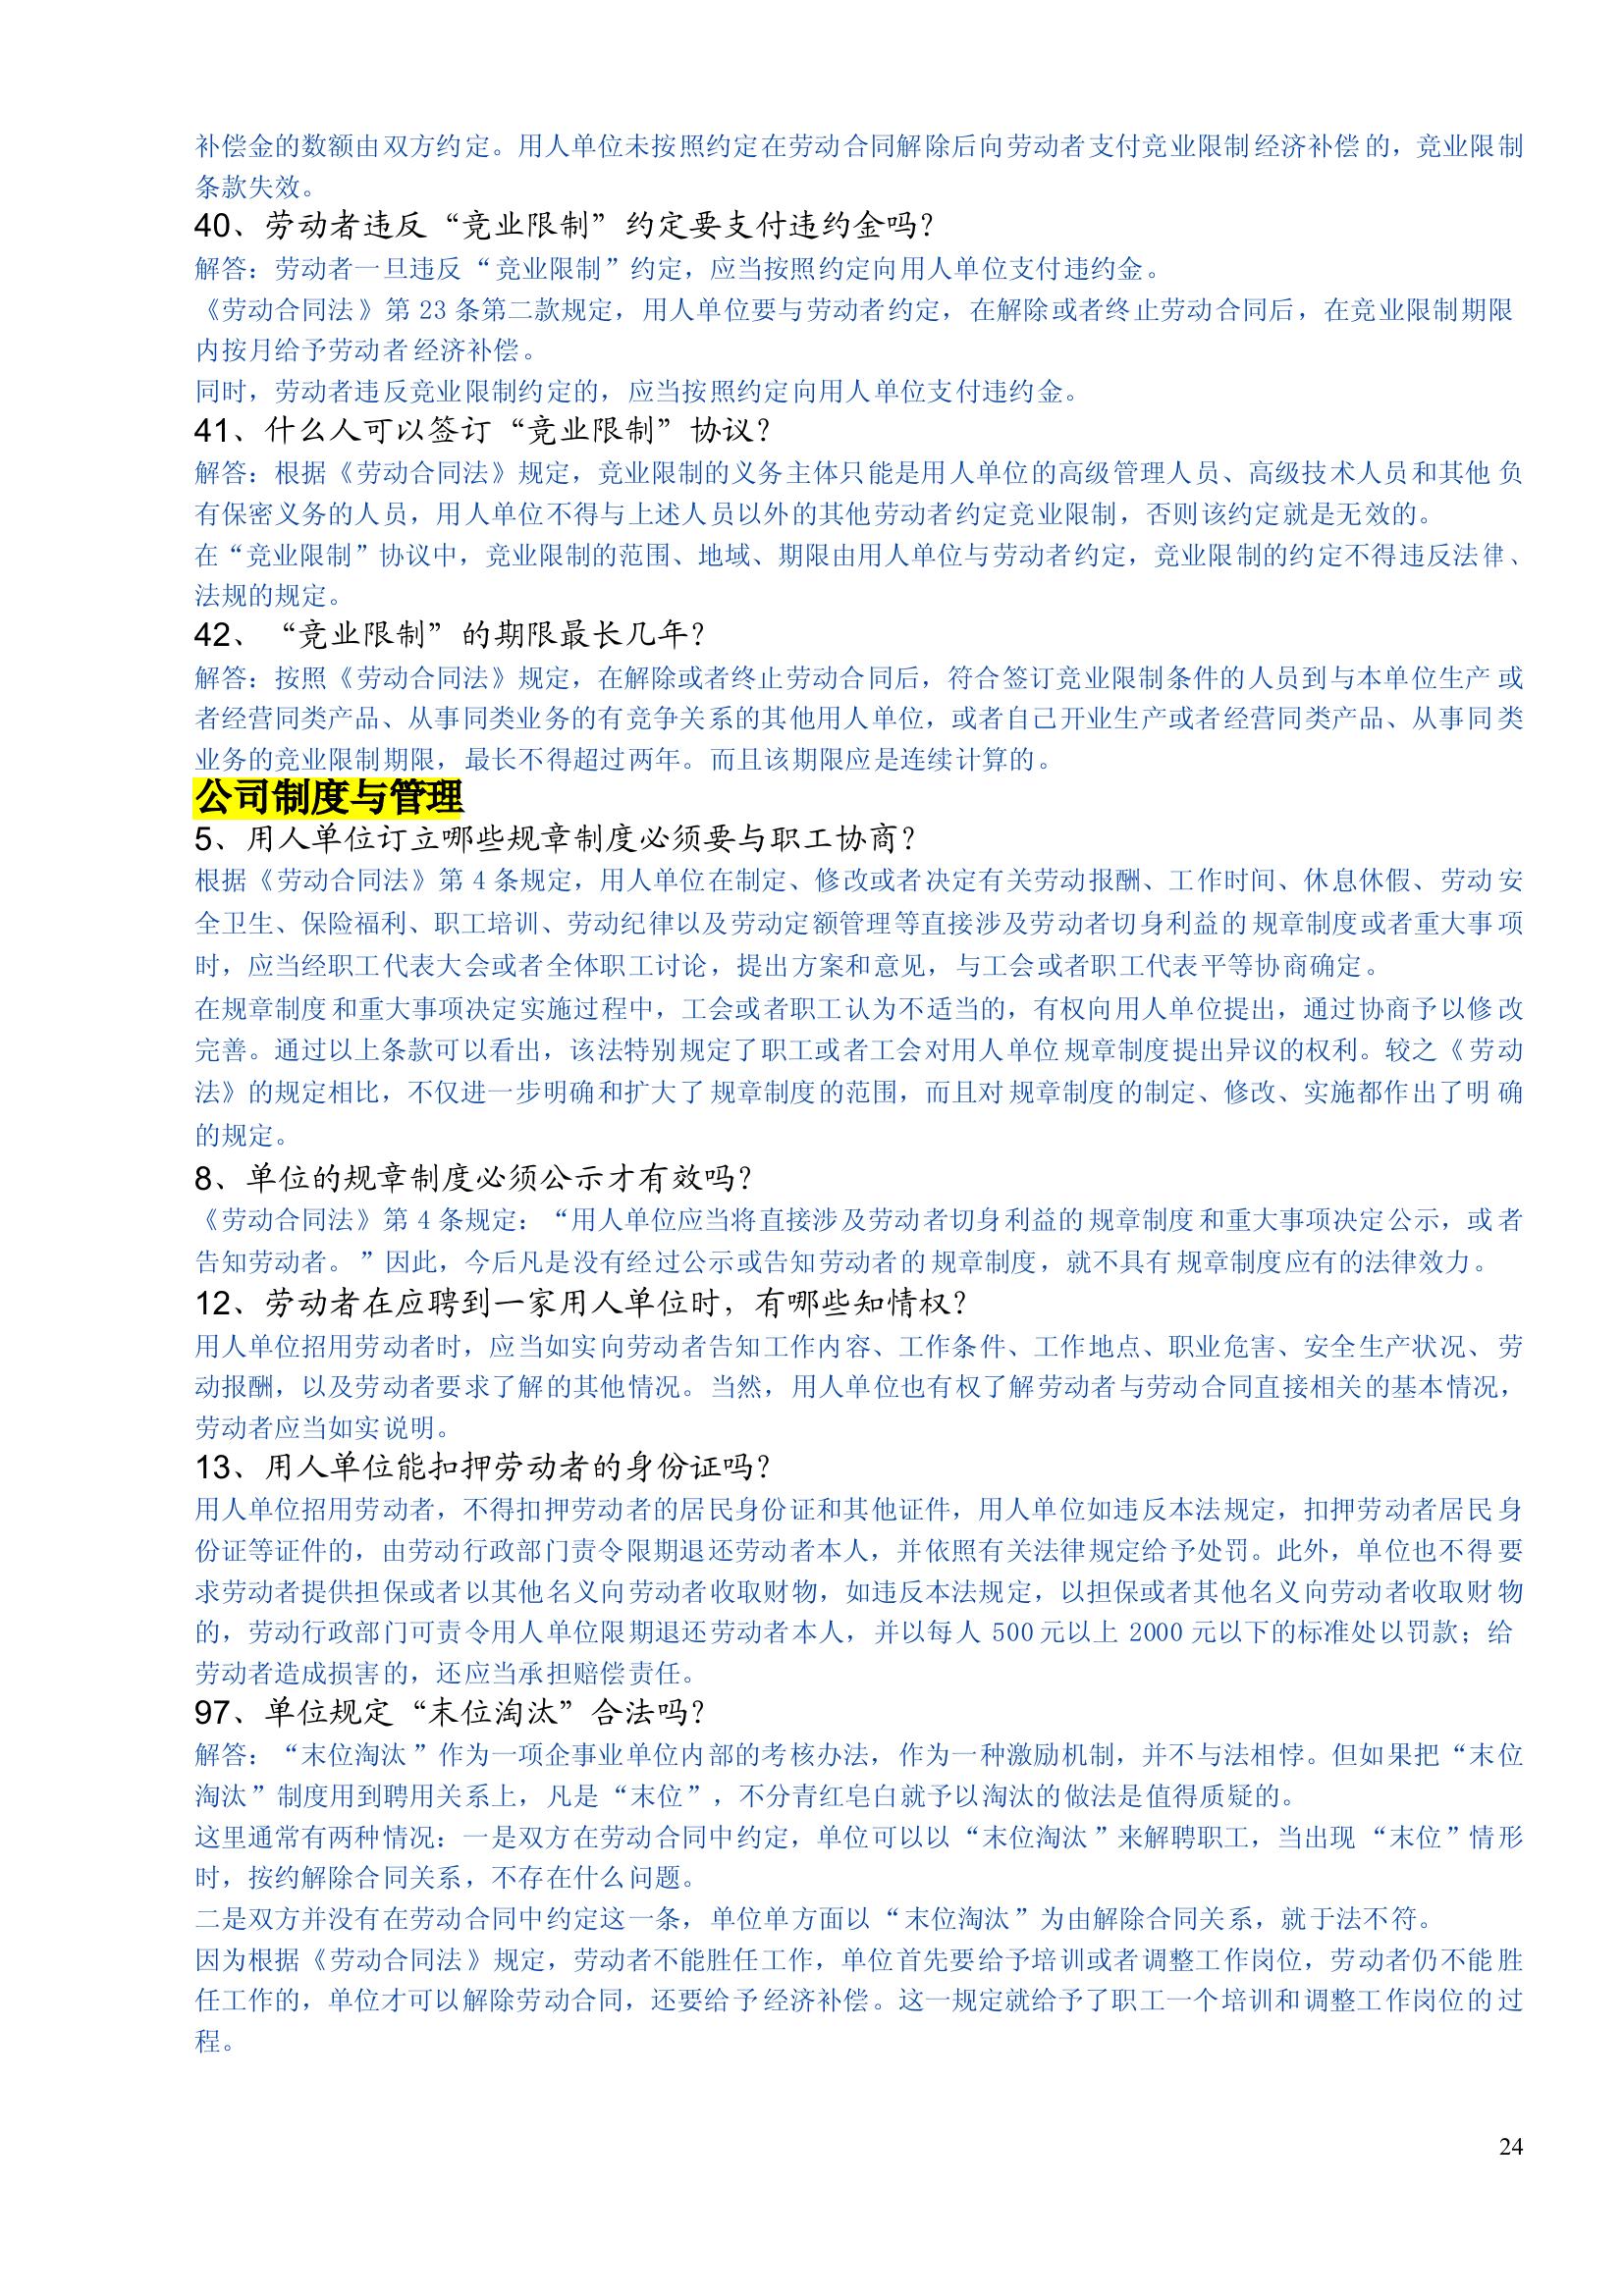 补偿金的数额由双方约定。用人单位未按照约定在劳动合同解除后向劳动者支付竞业限制经济补偿的，竞业限制
条款失效。
40、劳动者违反“竞业限制”约定要支付违约金吗？
解答：劳动者一旦违反“竞业限制”约定，应当按照约定向用人单位支付违约金。
《劳动合同法》第 23 条第二款规定，用人单位要与劳动者约定，在解除或者终止劳动合同后，在竞业限制期限
内按月给予劳动者经济补偿。
同时，劳动者违反竞业限制约定的，应当按照约定向用人单位支付违约金。
41、什么人可以签订“竞业限制”协议？
解答：根据《劳动合同法》规定，竞业限制的义务主体只能是用人单位的高级管理人员、高级技术人员和其他负
有保密义务的人员，用人单位不得与上述人员以外的其他劳动者约定竞业限制，否则该约定就是无效的。
在“竞业限制”协议中，竞业限制的范围、地域、期限由用人单位与劳动者约定，竞业限制的约定不得违反法律、
法规的规定。
42、“竞业限制”的期限最长几年？
解答：按照《劳动合同法》规定，在解除或者终止劳动合同后，符合签订竞业限制条件的人员到与本单位生产或
者经营同类产品、从事同类业务的有竞争关系的其他用人单位，或者自己开业生产或者经营同类产品、从事同类
业务的竞业限制期限，最长不得超过两年。而且该期限应是连续计算的。
公司制度与管理
5、用人单位订立哪些规章制度必须要与职工协商？
根据《劳动合同法》第 4 条规定，用人单位在制定、修改或者决定有关劳动报酬、工作时间、休息休假、劳动安
全卫生、保险福利、职工培训、劳动纪律以及劳动定额管理等直接涉及劳动者切身利益的规章制度或者重大事项
时，应当经职工代表大会或者全体职工讨论，提出方案和意见，与工会或者职工代表平等协商确定。
在规章制度和重大事项决定实施过程中，工会或者职工认为不适当的，有权向用人单位提出，通过协商予以修改
完善。通过以上条款可以看出，该法特别规定了职工或者工会对用人单位规章制度提出异议的权利。较之《劳动
法》的规定相比，不仅进一步明确和扩大了规章制度的范围，而且对规章制度的制定、修改、实施都作出了明确
的规定。
8、单位的规章制度必须公示才有效吗？
《劳动合同法》第 4 条规定：“用人单位应当将直接涉及劳动者切身利益的规章制度和重大事项决定公示，或者
告知劳动者。”因此，今后凡是没有经过公示或告知劳动者的规章制度，就不具有规章制度应有的法律效力。
12、劳动者在应聘到一家用人单位时，有哪些知情权？
用人单位招用劳动者时，应当如实向劳动者告知工作内容、工作条件、工作地点、职业危害、安全生产状况、劳
动报酬，以及劳动者要求了解的其他情况。当然，用人单位也有权了解劳动者与劳动合同直接相关的基本情况，
劳动者应当如实说明。
13、用人单位能扣押劳动者的身份证吗？
用人单位招用劳动者，不得扣押劳动者的居民身份证和其他证件，用人单位如违反本法规定，扣押劳动者居民身
份证等证件的，由劳动行政部门责令限期退还劳动者本人，并依照有关法律规定给予处罚。此外，单位也不得要
求劳动者提供担保或者以其他名义向劳动者收取财物，如违反本法规定，以担保或者其他名义向劳动者收取财物
的，劳动行政部门可责令用人单位限期退还劳动者本人，并以每人 500 元以上 2000 元以下的标准处以罚款；给
劳动者造成损害的，还应当承担赔偿责任。
97、单位规定“末位淘汰”合法吗？
解答：“末位淘汰”作为一项企事业单位内部的考核办法，作为一种激励机制，并不与法相悖。但如果把“末位
淘汰”制度用到聘用关系上，凡是“末位”，不分青红皂白就予以淘汰的做法是值得质疑的。
这里通常有两种情况：一是双方在劳动合同中约定，单位可以以“末位淘汰”来解聘职工，当出现“末位”情形
时，按约解除合同关系，不存在什么问题。
二是双方并没有在劳动合同中约定这一条，单位单方面以“末位淘汰”为由解除合同关系，就于法不符。
因为根据《劳动合同法》规定，劳动者不能胜任工作，单位首先要给予培训或者调整工作岗位，劳动者仍不能胜
任工作的，单位才可以解除劳动合同，还要给予经济补偿。这一规定就给予了职工一个培训和调整工作岗位的过
程。
24